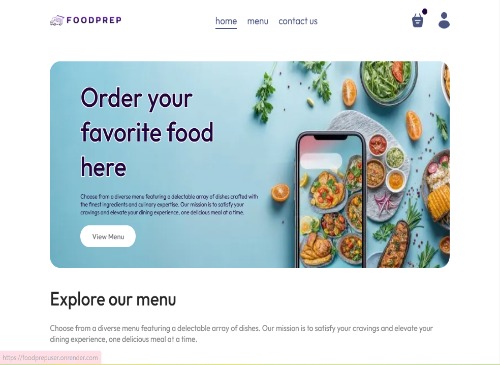 FOODPREP
home menu contact us
Order your
favorite food
here
Choose from a diverse menu featuring a delectable array of dishes crafted with
the finest ingredients and culinary expertise. Our mission is to satisfy your
cravings and elevate your dining experience, one delicious meal at a time.
View Menu
Explore our menu
Choose from a diverse menu featuring a delectable array of dishes. Our mission is to satisfy your cravings and elevate your
dining experience, one delicious meal at a time.
https://foodprepuser.onrender.com